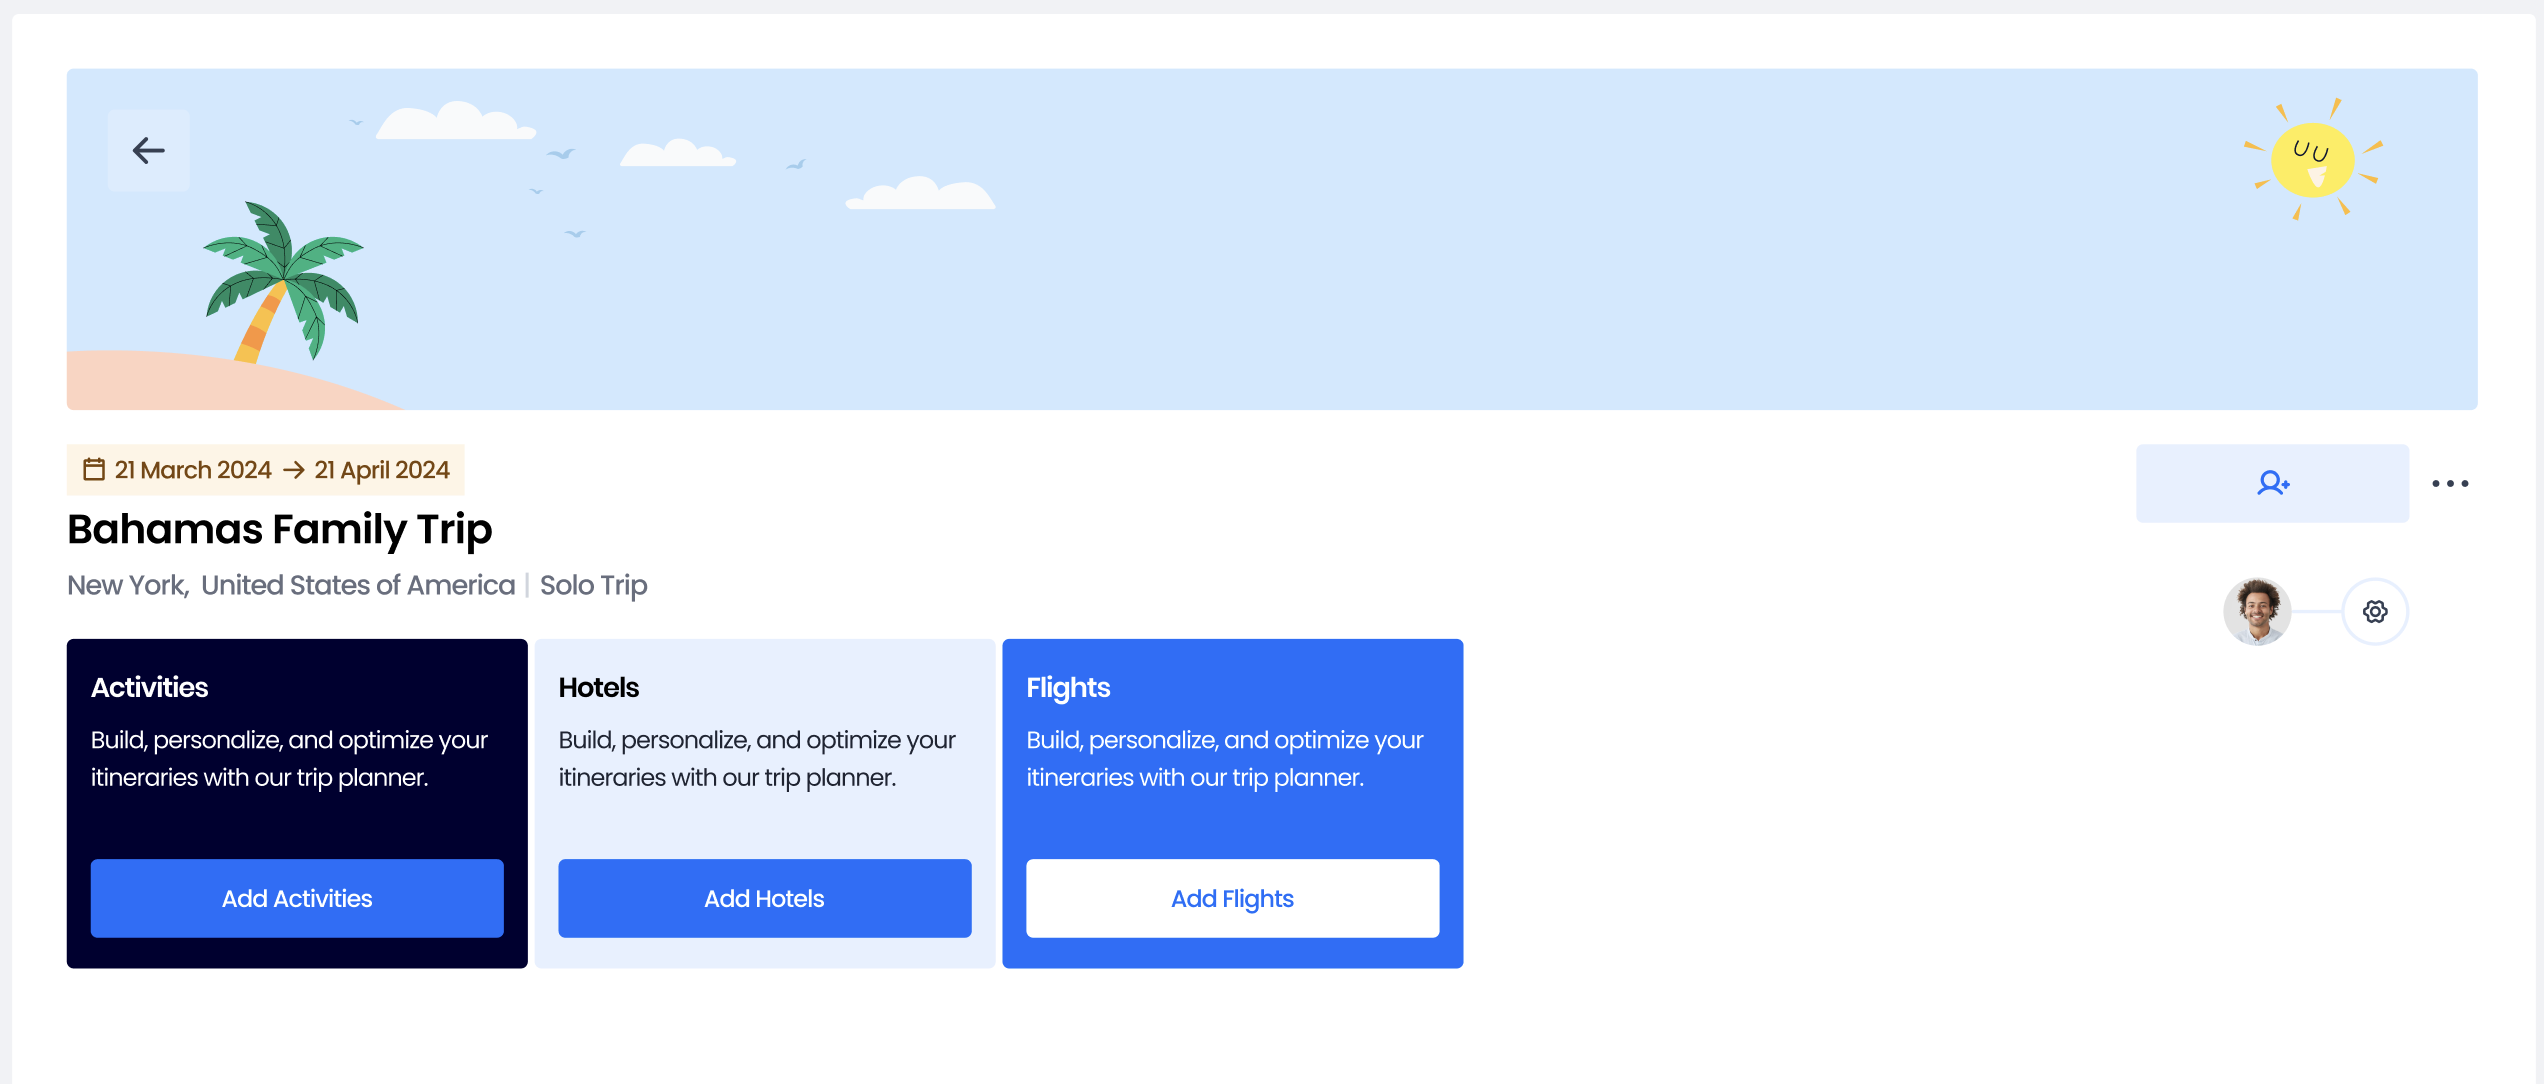 21 March 2024 → 21 April 2024
Bahamas Family Trip
New York, United States of America | Solo Trip
Activities
Build, personalize, and optimize your
itineraries with our trip planner.
Add Activities
Hotels
Build, personalize, and optimize your
itineraries with our trip planner.
Add Hotels
Flights
Build, personalize, and optimize your
itineraries with our trip planner.
Add Flights